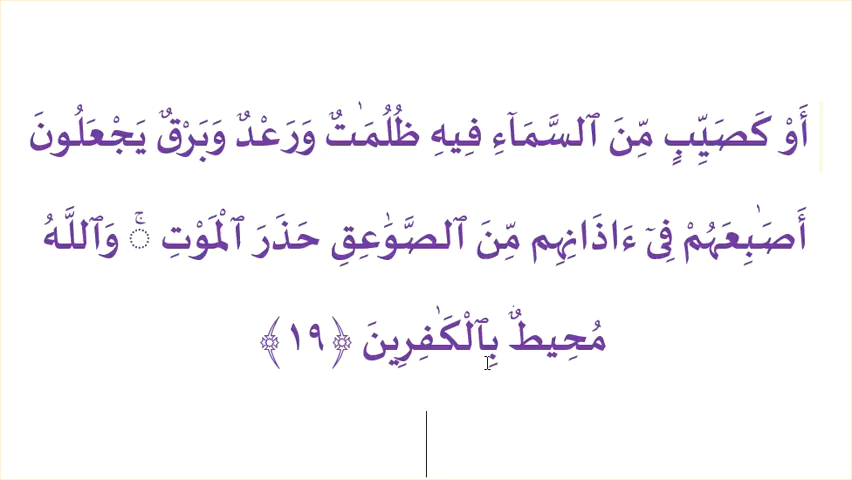 أَوْ كَصَيِّبٍ مِّنَ ٱلسَّمَآءِ فِيهِ ظُلُمَـٰتٌ وَرَعْدٌ وَبَرْقٌ يَجْعَلُونَ
أَصَـٰبِعَهُمْ فِىٓ ءَاذَانِهِم مِّنَ ٱلصَّوَٰعِقِ حَذَرَ ٱلْمَوْتِ ۚ وَٱللَّهُ
مُحِيطٌۢ بِٱلْكَـٰفِرِينَ ﴿١٩﴾